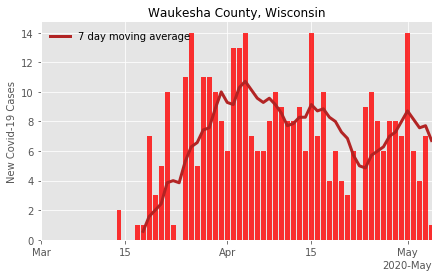 Waukesha County, Wisconsin
7 day moving average
New Covid-19 Cases
14
12
10
8
6
4
2
0
Mar
15
Apr
15
May
2020-May